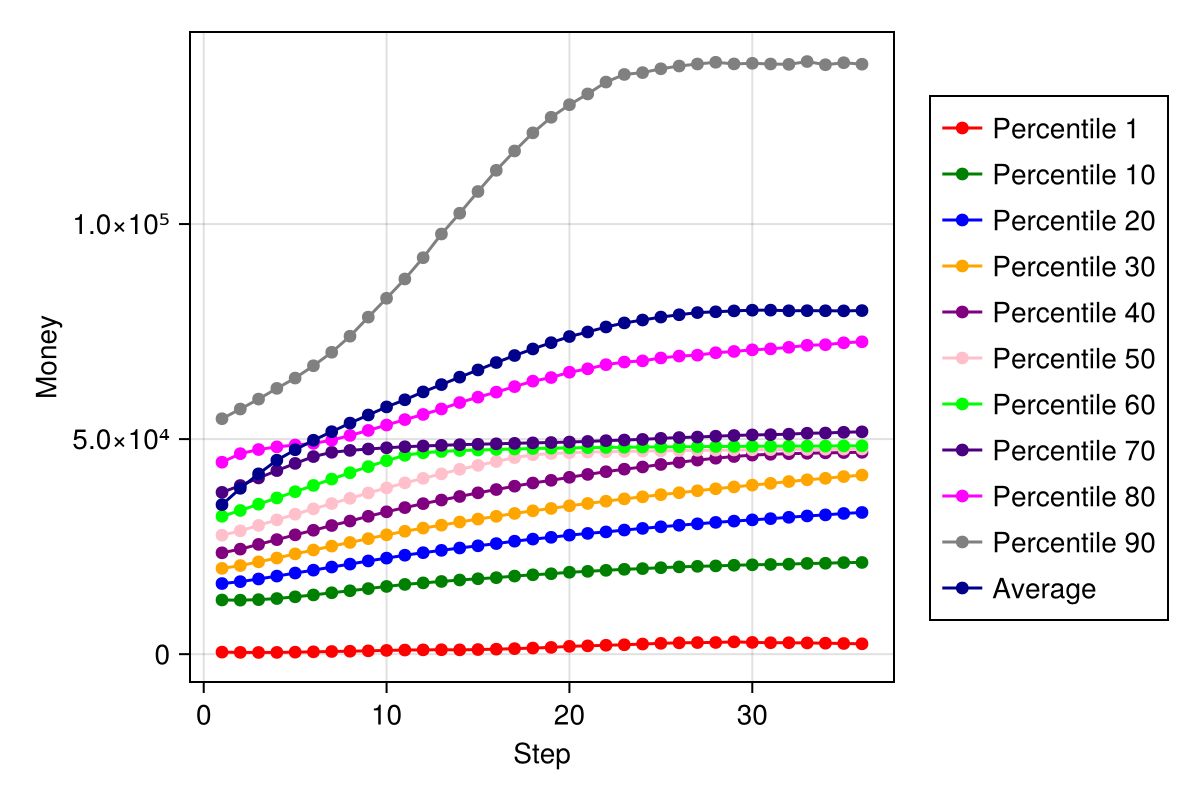 Money
1.0×10⁵
5.0×10⁴
0
0 10 20 30
Step
Percentile 1
Percentile 10
Percentile 20
Percentile 30
Percentile 40
Percentile 50
Percentile 60
Percentile 70
Percentile 80
Percentile 90
Average